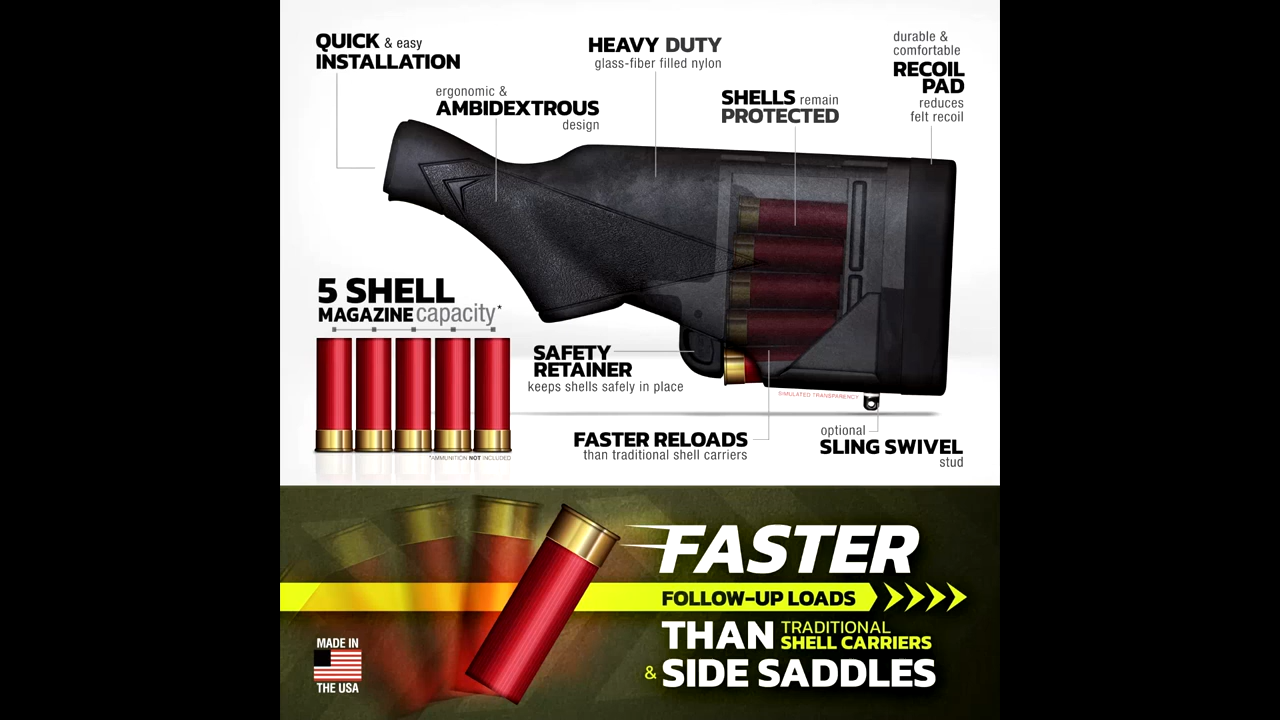 QUICK & easy
INSTALLATION
ergonomic &
AMBIDEXTROUS
design
HEAVY DUTY
glass-fiber filled nylon
SHELLS remain
PROTECTED
durable &
comfortable
RECOIL
PAD
reduces
felt recoil
5 SHELL
MAGAZINE capacity*
*AMMUNITION NOT INCLUDED
SAFETY
RETAINER
keeps shells safely in place
SIMULATED TRANSPARENCY
FASTER RELOADS
than traditional shell carriers
optional
SLING SWIVEL
stud
FASTER
FOLLOW-UP LOADS
THAN TRADITIONAL
SHELL CARRIERS
& SIDE SADDLES
MADE IN
THE USA